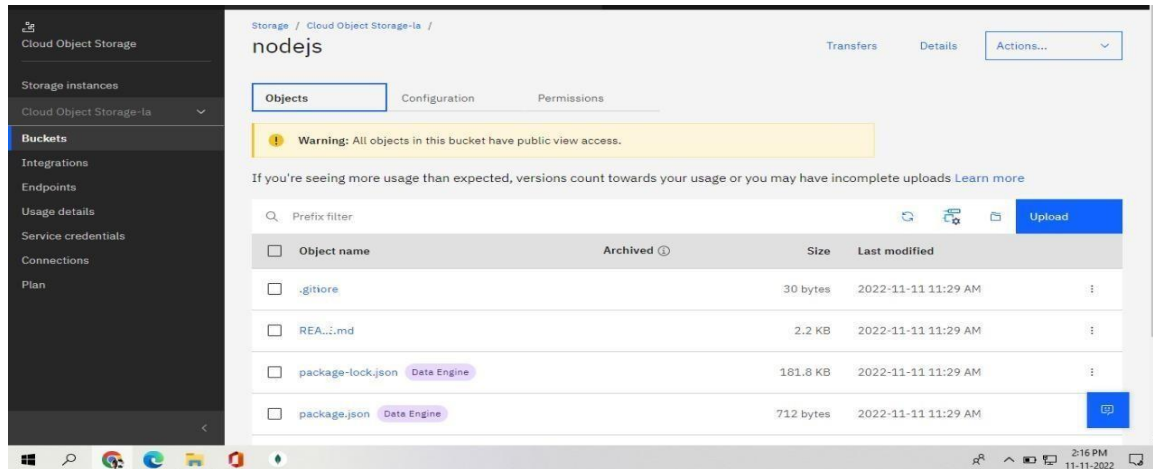 Cloud Object Storage
Storage instances
Cloud Object Storage-la
Buckets
Integrations
Endpoints
Usage details
Service credentials
Connections
Plan
Storage / Cloud Object Storage-la /
nodejs
Transfers Details Actions...
Objects Configuration Permissions
Warning: All objects in this bucket have public view access.
If you're seeing more usage than expected, versions count towards your usage or you may have incomplete uploads Learn more
Prefix filter Upload
Object name Archived Size Last modified
.gitiore 30 bytes 2022-11-11 11:29 AM
REA..:.md 2.2 KB 2022-11-11 11:29 AM
package-lock.json Data Engine 181.8 KB 2022-11-11 11:29 AM
package.json Data Engine 712 bytes 2022-11-11 11:29 AM
2:16 PM
11-11-2022